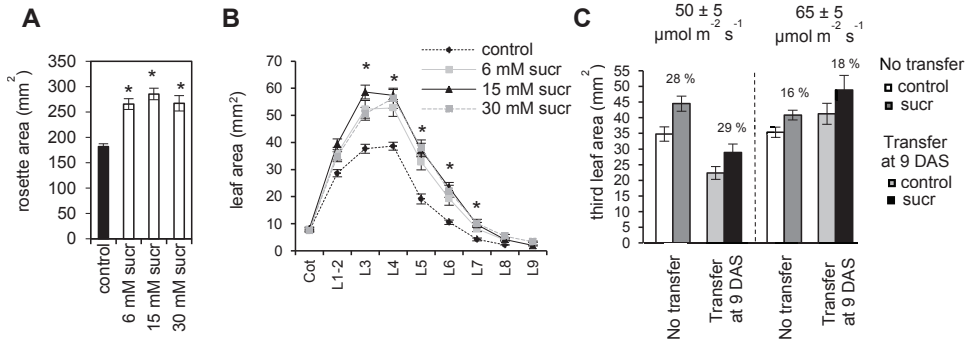 A
rosette area (mm²)
350
300
250
200
150
100
50
0
*
*
*
control
6 mM sucr
15 mM sucr
30 mM sucr
B
leaf area (mm²)
70
60
50
40
30
20
10
0
control
6 mM sucr
15 mM sucr
30 mM sucr
*
*
*
*
*
Cot
L1-2
L3
L4
L5
L6
L7
L8
L9
C
50 ± 5
µmol m⁻² s⁻¹
65 ± 5
µmol m⁻² s⁻¹
third leaf area (mm²)
55
50
45
40
35
30
25
20
15
10
5
0
28 %
29 %
16 %
18 %
No transfer
Transfer
at 9 DAS
No transfer
Transfer
at 9 DAS
No transfer
control
sucr
Transfer
at 9 DAS
control
sucr